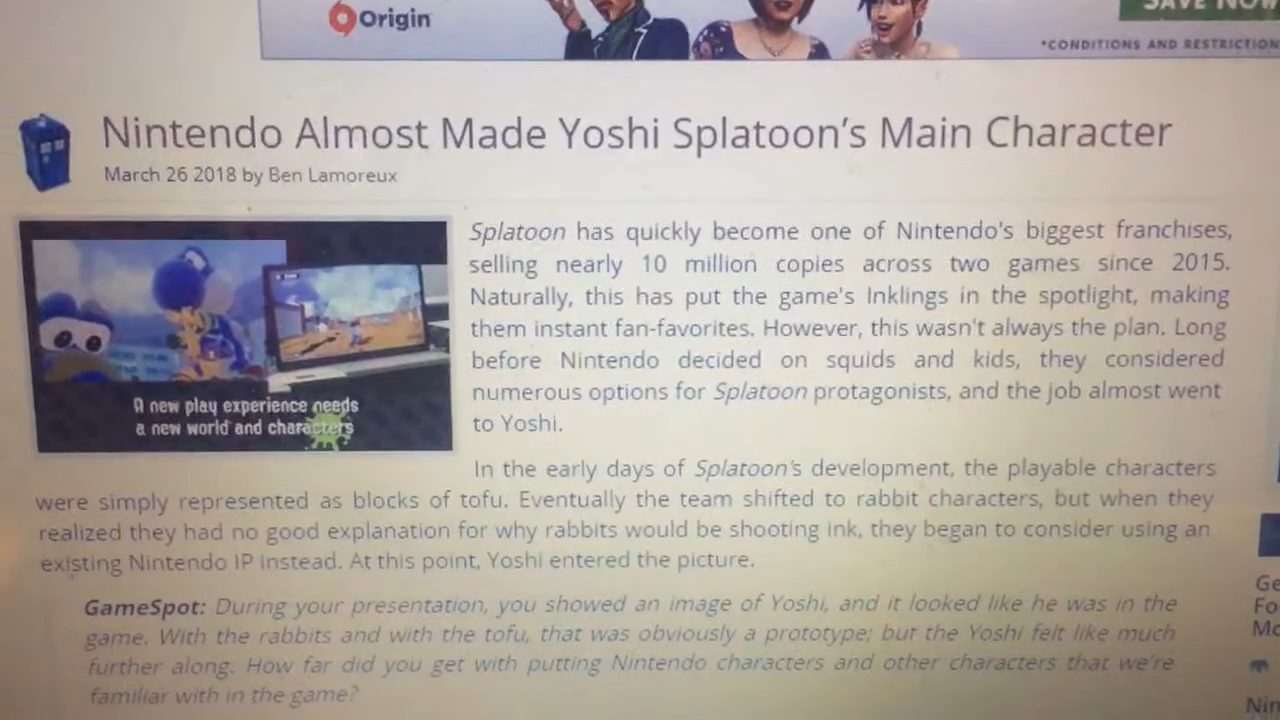 Origin
SAVE NOW
*CONDITIONS AND RESTRICTION
Nintendo Almost Made Yoshi Splatoon's Main Character
March 26 2018 by Ben Lamoreux
A new play experience needs
a new world and characters
Splatoon has quickly become one of Nintendo's biggest franchises,
selling nearly 10 million copies across two games since 2015.
Naturally, this has put the game's Inklings in the spotlight, making
them instant fan-favorites. However, this wasn't always the plan. Long
before Nintendo decided on squids and kids, they considered
numerous options for Splatoon protagonists, and the job almost went
to Yoshi.
In the early days of Splatoon's development, the playable characters
were simply represented as blocks of tofu. Eventually the team shifted to rabbit characters, but when they
realized they had no good explanation for why rabbits would be shooting ink, they began to consider using an
existing Nintendo IP instead. At this point, Yoshi entered the picture.
GameSpot: During your presentation, you showed an image of Yoshi, and it looked like he was in the
game. With the rabbits and with the tofu, that was obviously a prototype; but the Yoshi felt like much
further along. How far did you get with putting Nintendo characters and other characters that we're
familiar with in the game?
Ge
Fo
Mo
Nin